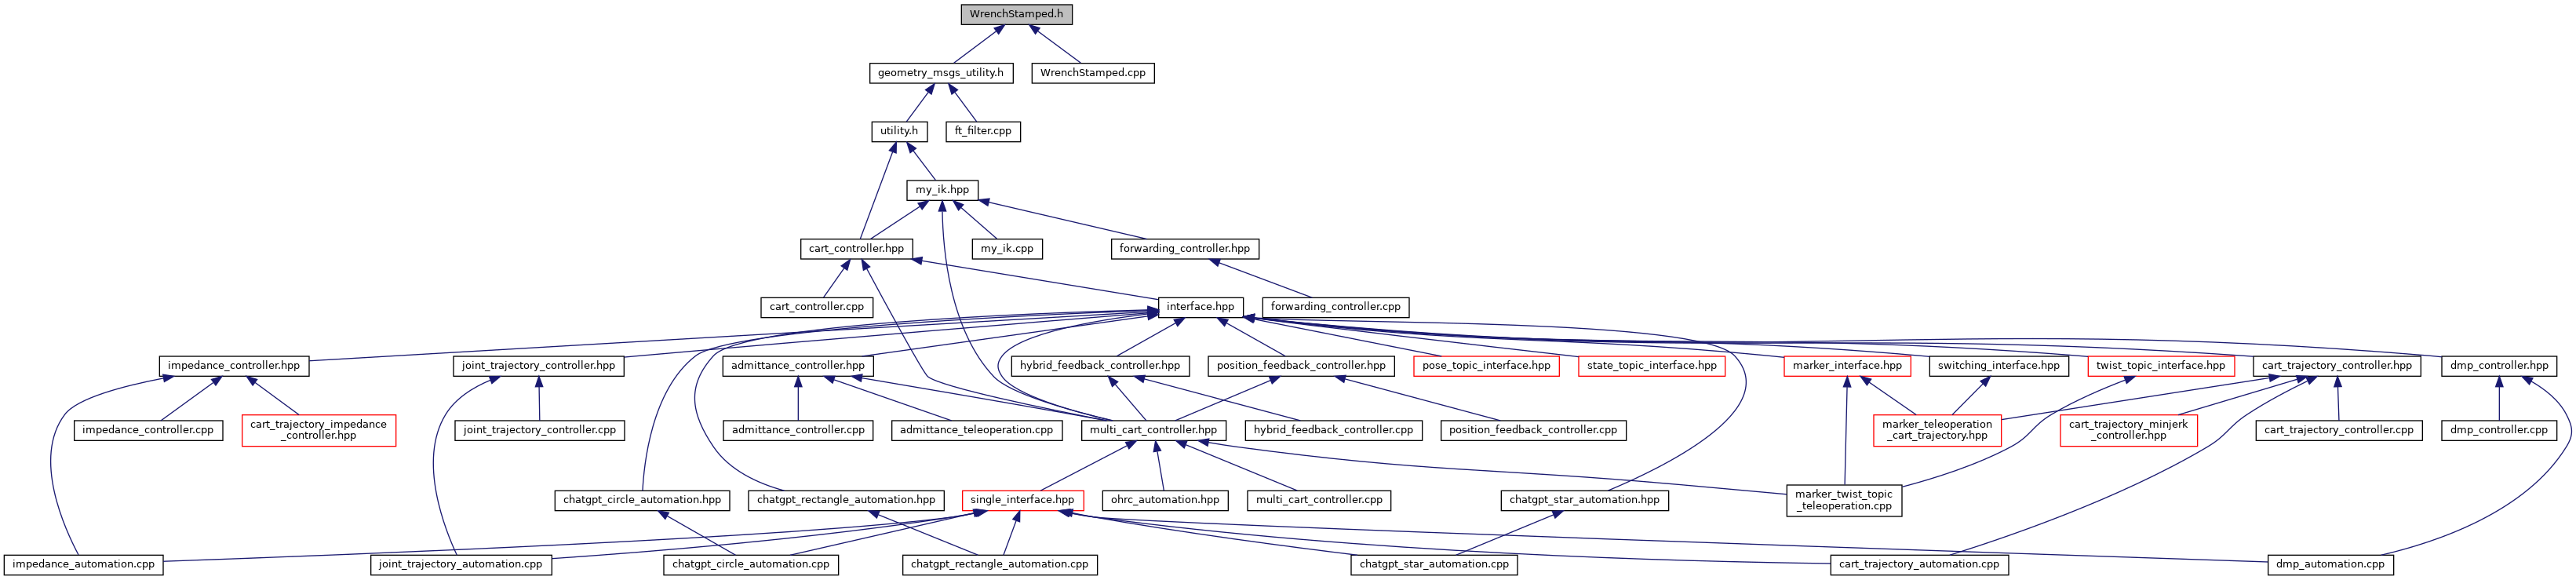 WrenchStamped.h
geometry_msgs_utility.h
WrenchStamped.cpp
utility.h
ft_filter.cpp
my_ik.hpp
cart_controller.hpp
my_ik.cpp
forwarding_controller.hpp
cart_controller.cpp
interface.hpp
forwarding_controller.cpp
impedance_controller.hpp
joint_trajectory_controller.hpp
admittance_controller.hpp
hybrid_feedback_controller.hpp
position_feedback_controller.hpp
pose_topic_interface.hpp
state_topic_interface.hpp
marker_interface.hpp
switching_interface.hpp
twist_topic_interface.hpp
cart_trajectory_controller.hpp
dmp_controller.hpp
impedance_controller.cpp
cart_trajectory_impedance
_controller.hpp
joint_trajectory_controller.cpp
admittance_controller.cpp
admittance_teleoperation.cpp
multi_cart_controller.hpp
hybrid_feedback_controller.cpp
position_feedback_controller.cpp
marker_teleoperation
_cart_trajectory.hpp
cart_trajectory_minjerk
_controller.hpp
cart_trajectory_controller.cpp
dmp_controller.cpp
chatgpt_circle_automation.hpp
chatgpt_rectangle_automation.hpp
single_interface.hpp
ohrc_automation.hpp
multi_cart_controller.cpp
chatgpt_star_automation.hpp
marker_twist_topic
_teleoperation.cpp
impedance_automation.cpp
joint_trajectory_automation.cpp
chatgpt_circle_automation.cpp
chatgpt_rectangle_automation.cpp
chatgpt_star_automation.cpp
cart_trajectory_automation.cpp
dmp_automation.cpp